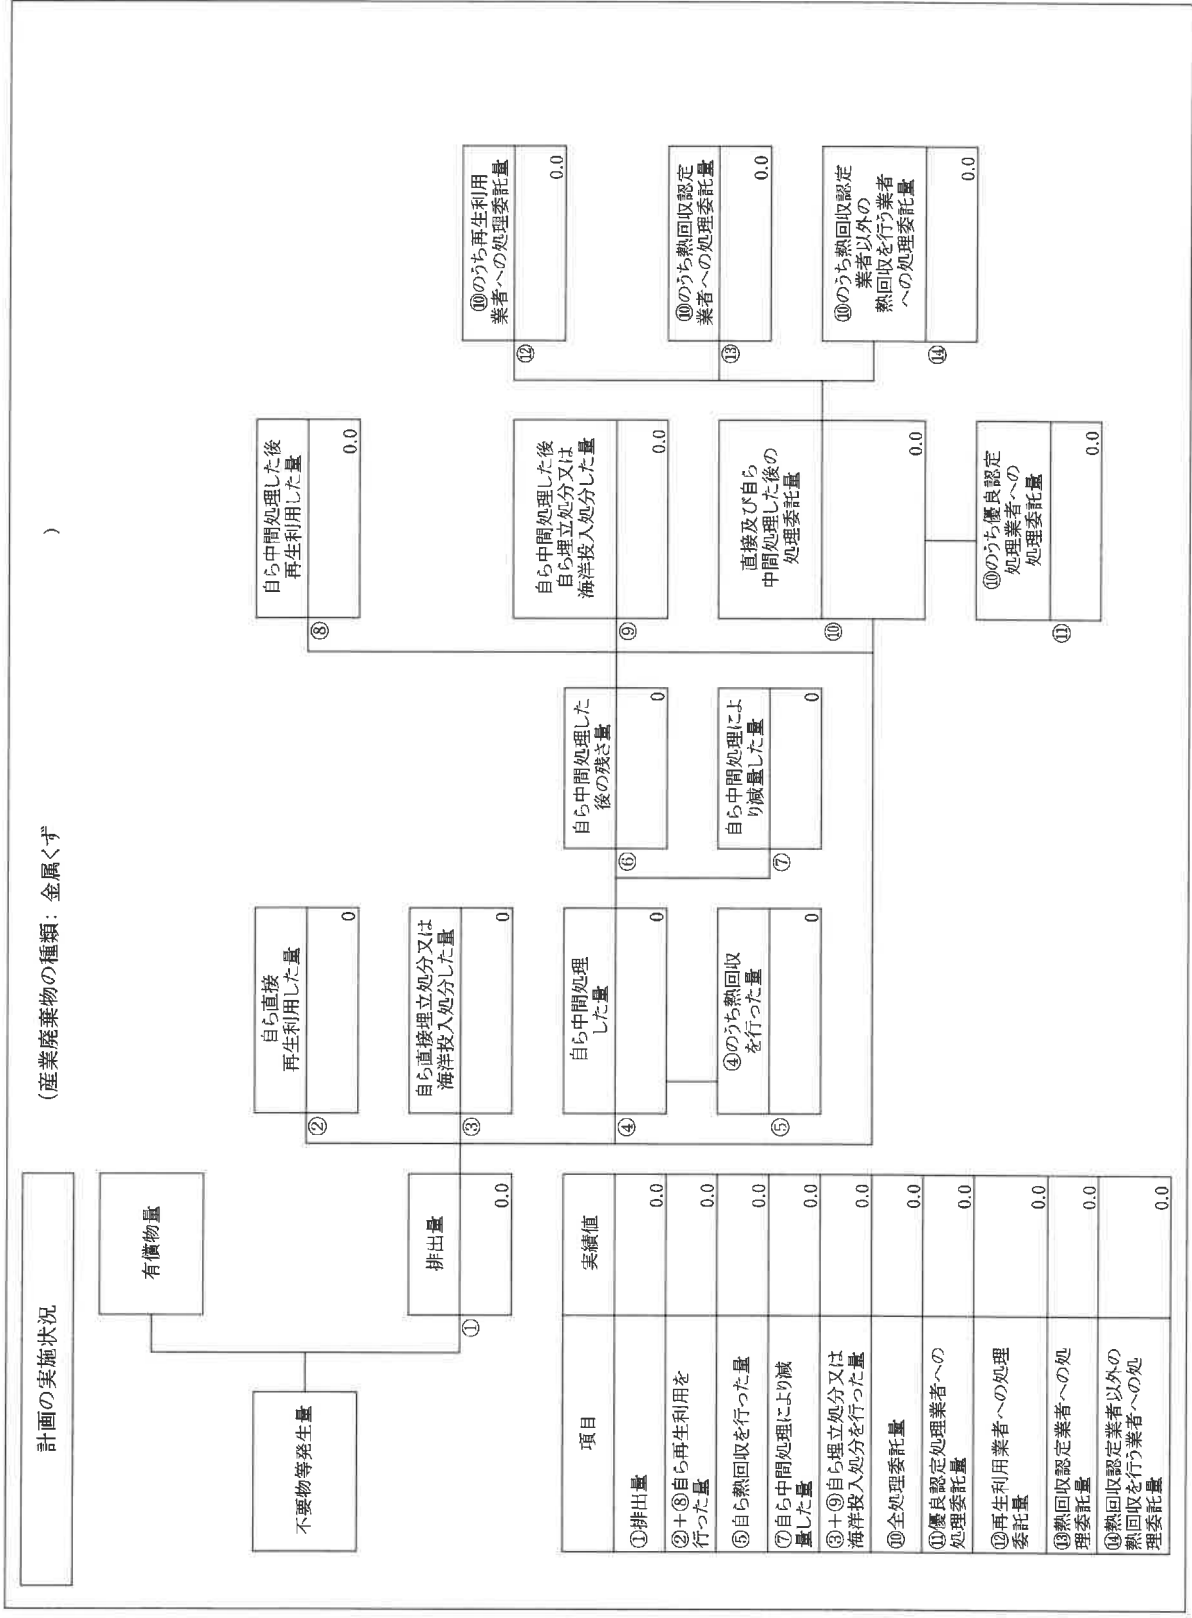 計画の実施状況
(産業廃棄物の種類: 金属くず
)
不要物等発生量
有償物量
①
排出量
0.0
②
自ら直接
再生利用した量
0
③
自ら直接埋立処分又は
海洋投入処分した量
0
④
自ら中間処理
した量
0
⑤
④のうち熱回収
を行った量
0
⑥
自ら中間処理した
後の残さ量
0
⑦
自ら中間処理によ
り減量した量
0
⑧
自ら中間処理した後
再生利用した量
0.0
⑨
自ら中間処理した後
自ら埋立処分又は
海洋投入処分した量
0.0
⑩
直接及び自ら
中間処理した後の
処理委託量
0.0
⑪
⑩のうち優良認定
処理業者への
処理委託量
0.0
⑫
⑩のうち再生利用
業者への処理委託量
0.0
⑬
⑩のうち熱回収認定
業者への処理委託量
0.0
⑭
⑩のうち熱回収認定
業者以外の
熱回収を行う業者
への処理委託量
0.0
項目
実績値
①排出量
0.0
②+⑧自ら再生利用を
行った量
0.0
⑤自ら熱回収を行った量
0.0
⑦自ら中間処理により減
量した量
0.0
③+⑨自ら埋立処分又は
海洋投入処分を行った量
0.0
⑩全処理委託量
0.0
⑪優良認定処理業者への
処理委託量
0.0
⑫再生利用業者への処理
委託量
0.0
⑬熱回収認定業者への処
理委託量
0.0
⑭熱回収認定業者以外の
熱回収を行う業者への処
理委託量
0.0